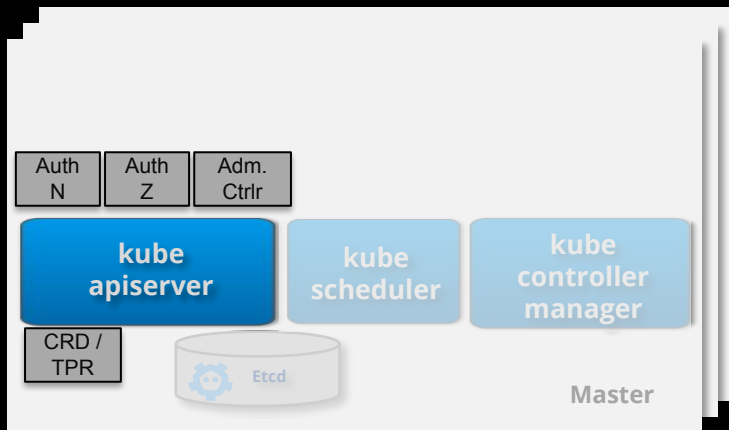 Auth
N
Auth
Z
Adm.
Ctrlr
kube
apiserver
kube
scheduler
kube
controller
manager
CRD /
TPR
Etcd
Master